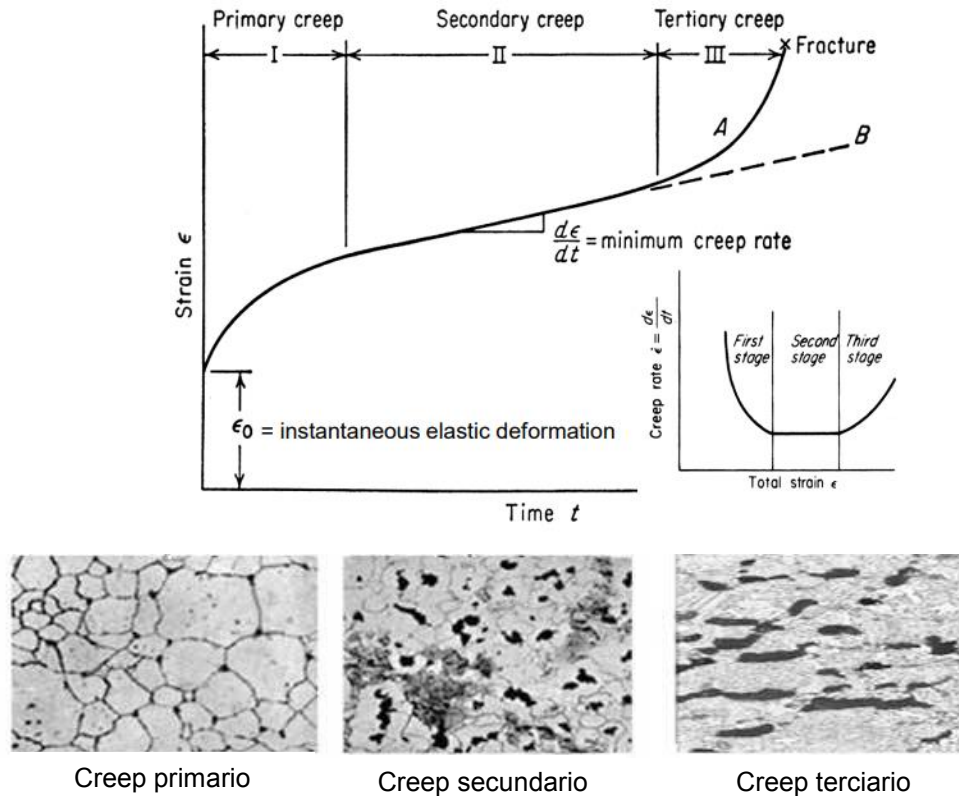 Primary creep
Secondary creep
Tertiary creep
I
II
III
Fracture
A
B
dϵ/dt = minimum creep rate
Strain ϵ
ϵ0 = instantaneous elastic deformation
Time t
Creep rate ϵ̇ = dϵ/dt
First stage
Second stage
Third stage
Total strain ϵ
Creep primario
Creep secundario
Creep terciario